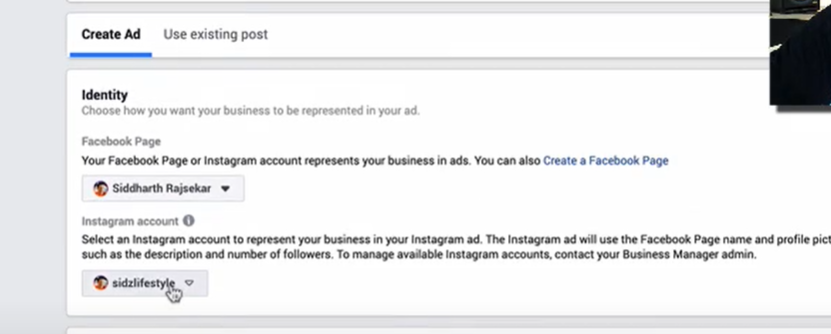 Create Ad Use existing post
Identity
Choose how you want your business to be represented in your ad.
Facebook Page
Your Facebook Page or Instagram account represents your business in ads. You can also Create a Facebook Page
Siddharth Rajsekar
Instagram account
Select an Instagram account to represent your business in your Instagram ad. The Instagram ad will use the Facebook Page name and profile
such as the description and number of followers. To manage available Instagram accounts, contact your Business Manager admin.
sidzlifestyle